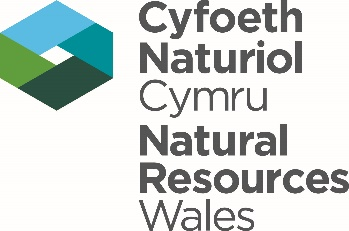 Cyfoeth
Naturiol
Cymru
Natural
Resources
Wales